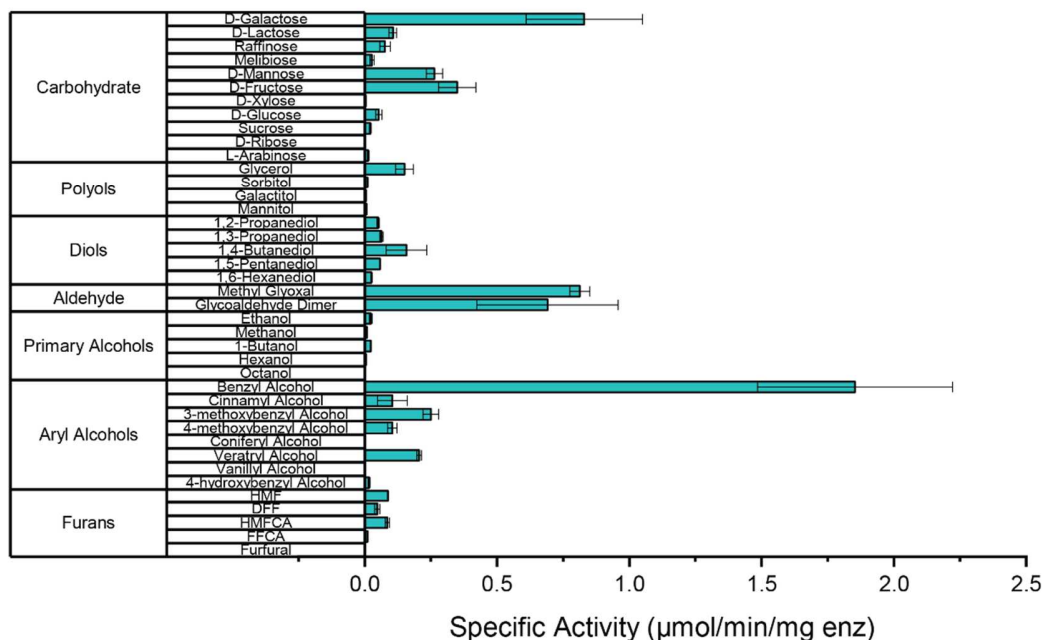 Carbohydrate
D-Galactose
D-Lactose
Raffinose
Melibiose
D-Mannose
D-Fructose
D-Xylose
D-Glucose
Sucrose
D-Ribose
L-Arabinose
Polyols
Glycerol
Sorbitol
Galactitol
Mannitol
Diols
1,2-Propanediol
1,3-Propanediol
1,4-Butanediol
1,5-Pentanediol
1,6-Hexanediol
Aldehyde
Methyl Glyoxal
Glycoaldehyde Dimer
Primary Alcohols
Ethanol
Methanol
1-Butanol
Hexanol
Octanol
Aryl Alcohols
Benzyl Alcohol
Cinnamyl Alcohol
3-methoxybenzyl Alcohol
4-methoxybenzyl Alcohol
Coniferyl Alcohol
Veratryl Alcohol
Vanillyl Alcohol
4-hydroxybenzyl Alcohol
Furans
HMF
DFF
HMFCA
FFCA
Furfural
0.0 0.5 1.0 1.5 2.0 2.5
Specific Activity (μmol/min/mg enz)